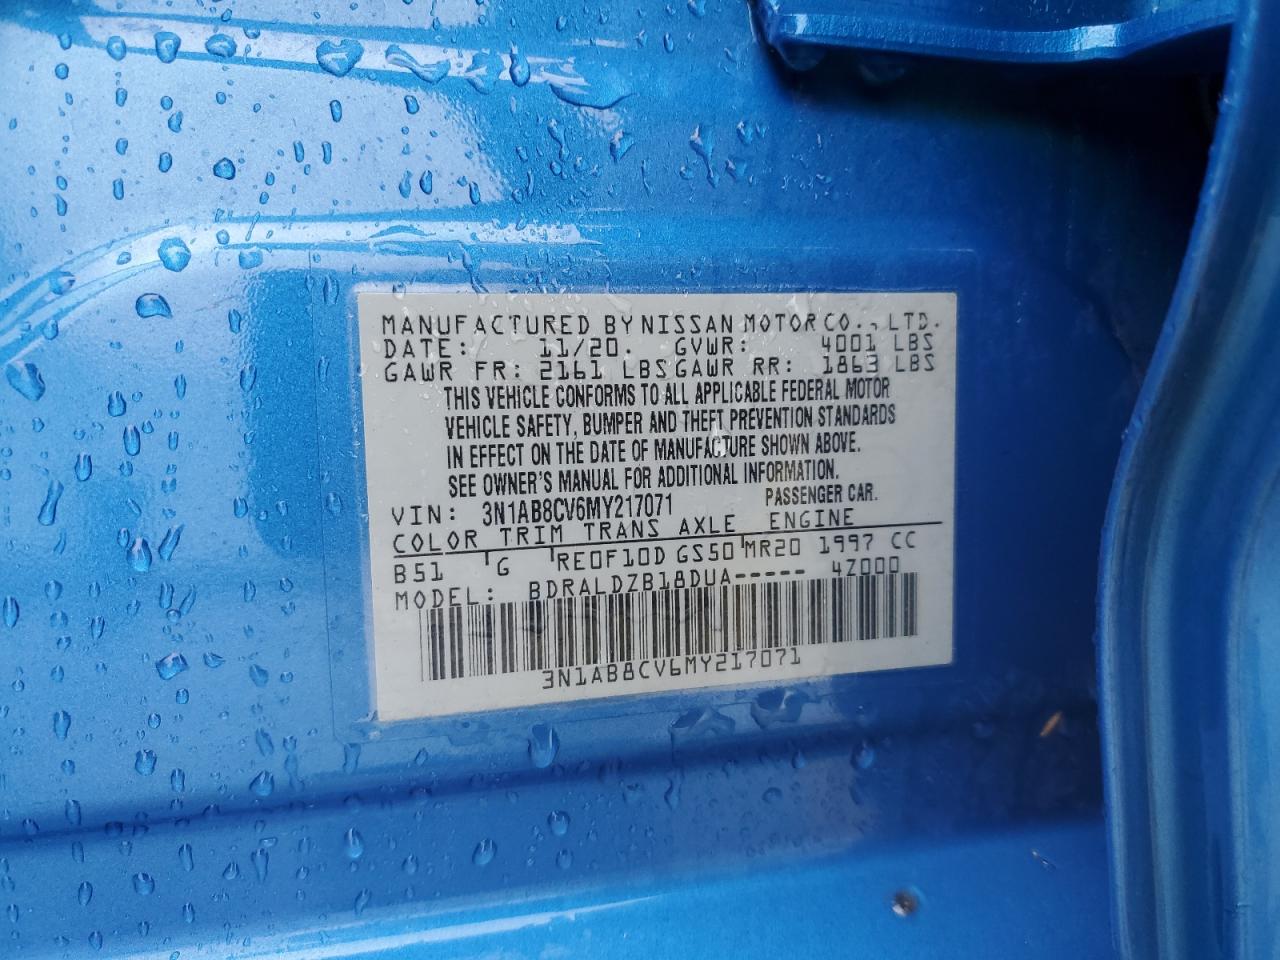 MANUFACTURED BY NISSAN MOTOR CO., LTD.
DATE: 11/20. GVWR: 4001 LBS
GAWR FR: 2161 LBS GAWR RR: 1863 LBS
THIS VEHICLE CONFORMS TO ALL APPLICABLE FEDERAL MOTOR
VEHICLE SAFETY, BUMPER AND THEFT PREVENTION STANDARDS
IN EFFECT ON THE DATE OF MANUFACTURE SHOWN ABOVE.
SEE OWNER'S MANUAL FOR ADDITIONAL INFORMATION.
VIN: 3N1AB8CV6MY217071 PASSENGER CAR.
COLOR TRIM TRANS AXLE ENGINE
B51 G RE0F10D GS50 MR20 1997 CC
MODEL: BDRALDZB18DUA----- 4Z000
3N1AB8CV6MY217071